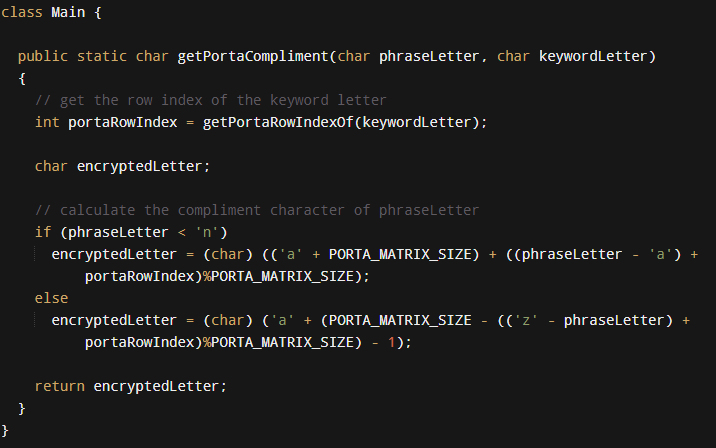 class Main {
public static char getPortaCompliment(char phraseLetter, char keywordLetter)
{
// get the row index of the keyword letter
int portaRowIndex = getPortaRowIndexOf(keywordLetter);
char encryptedLetter;
// calculate the compliment character of phraseLetter
if (phraseLetter < 'n')
encryptedLetter = (char) (('a' + PORTA_MATRIX_SIZE) + ((phraseLetter - 'a') +
portaRowIndex)%PORTA_MATRIX_SIZE);
else
encryptedLetter = (char) ('a' + (PORTA_MATRIX_SIZE - (('z' - phraseLetter) +
portaRowIndex)%PORTA_MATRIX_SIZE) - 1);
return encryptedLetter;
}
}